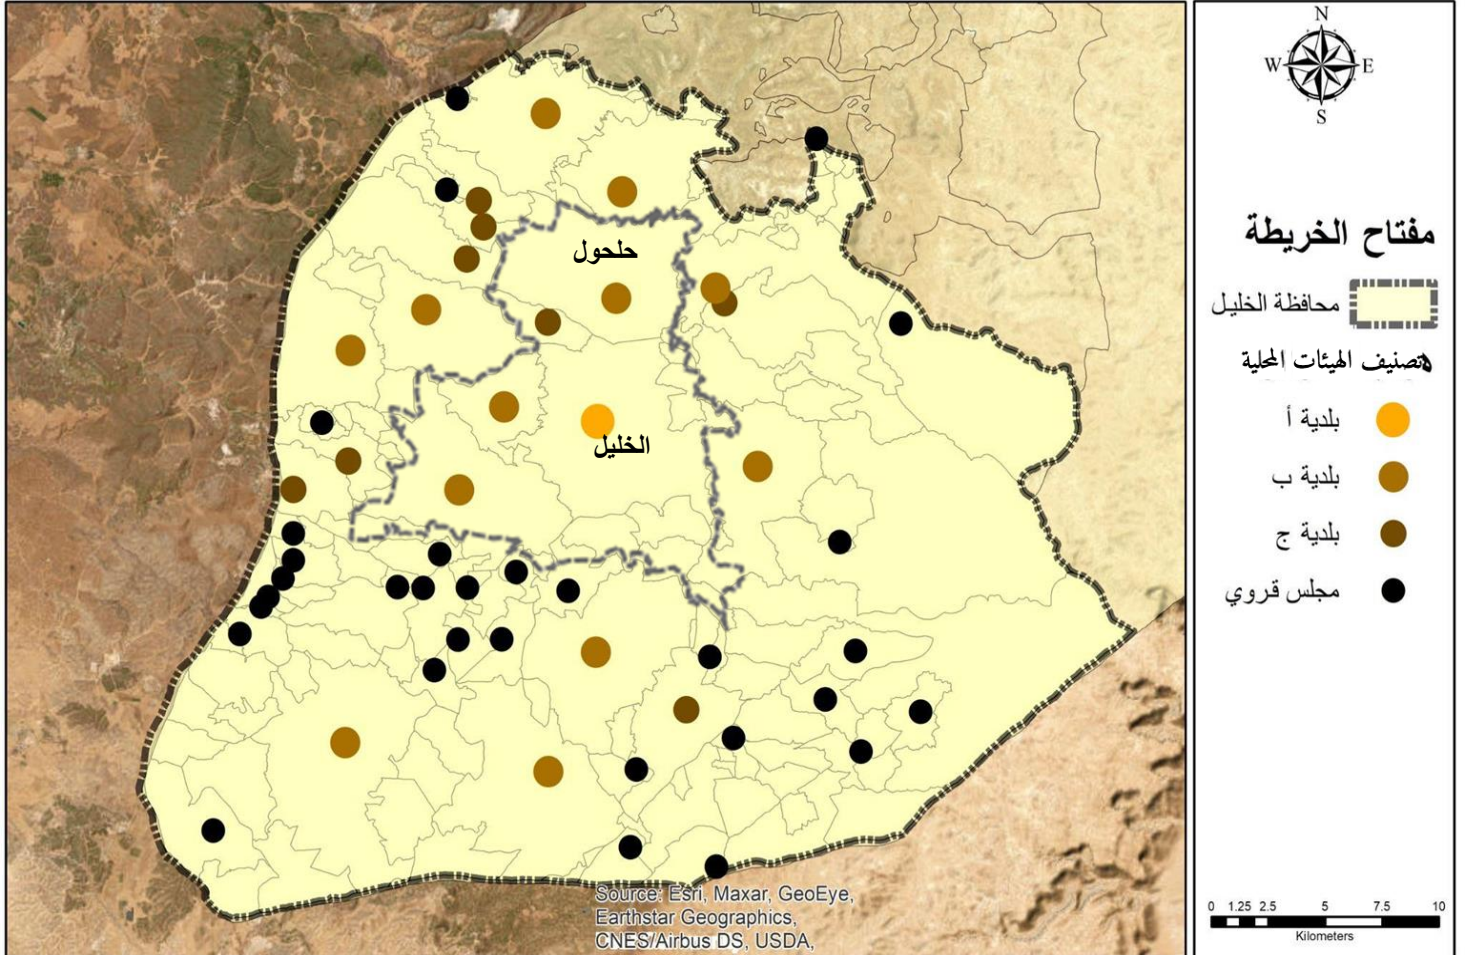 حلحول
الخليل
Source: Esri, Maxar, GeoEye,
Earthstar Geographics,
CNES/Airbus DS, USDA,
N
W E
S
مفتاح الخريطة
محافظة الخليل
تصنيف الهيئات المحلية
بلدية أ
بلدية ب
بلدية ج
مجلس قروي
0 1.25 2.5 5 7.5 10
Kilometers